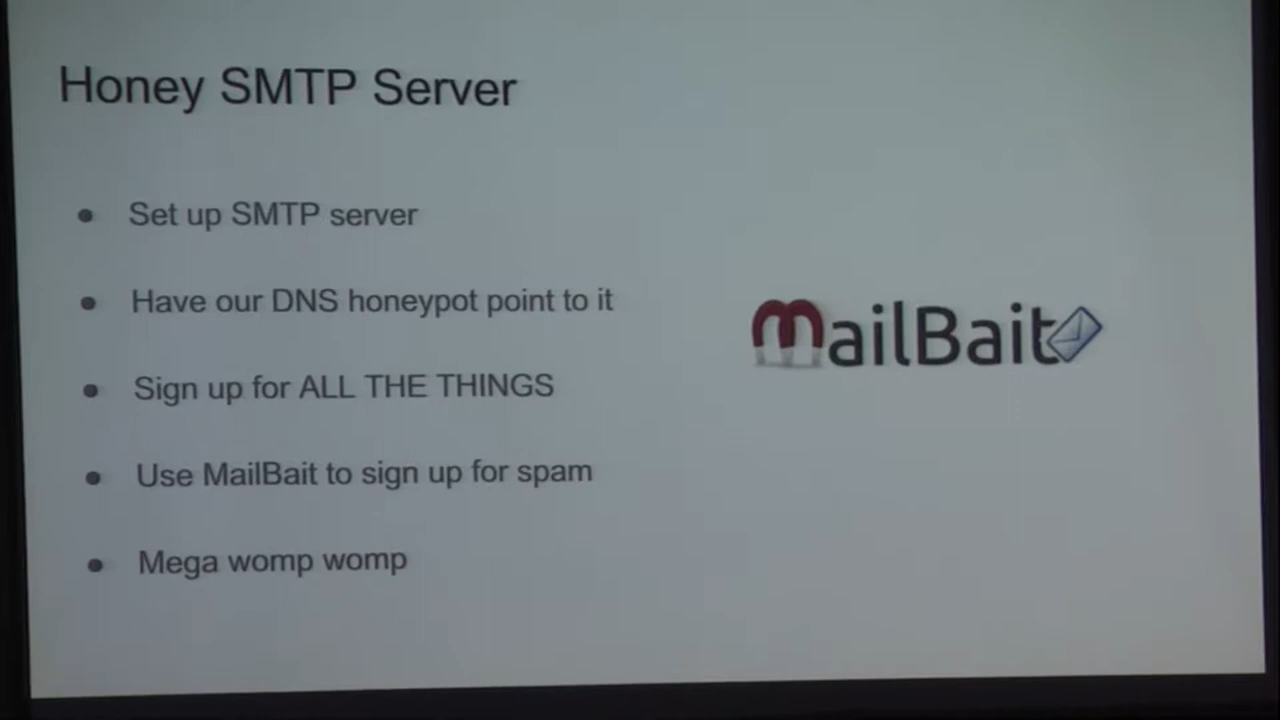 Honey SMTP Server
Set up SMTP server
Have our DNS honeypot point to it
Sign up for ALL THE THINGS
Use MailBait to sign up for spam
Mega womp womp
MailBait